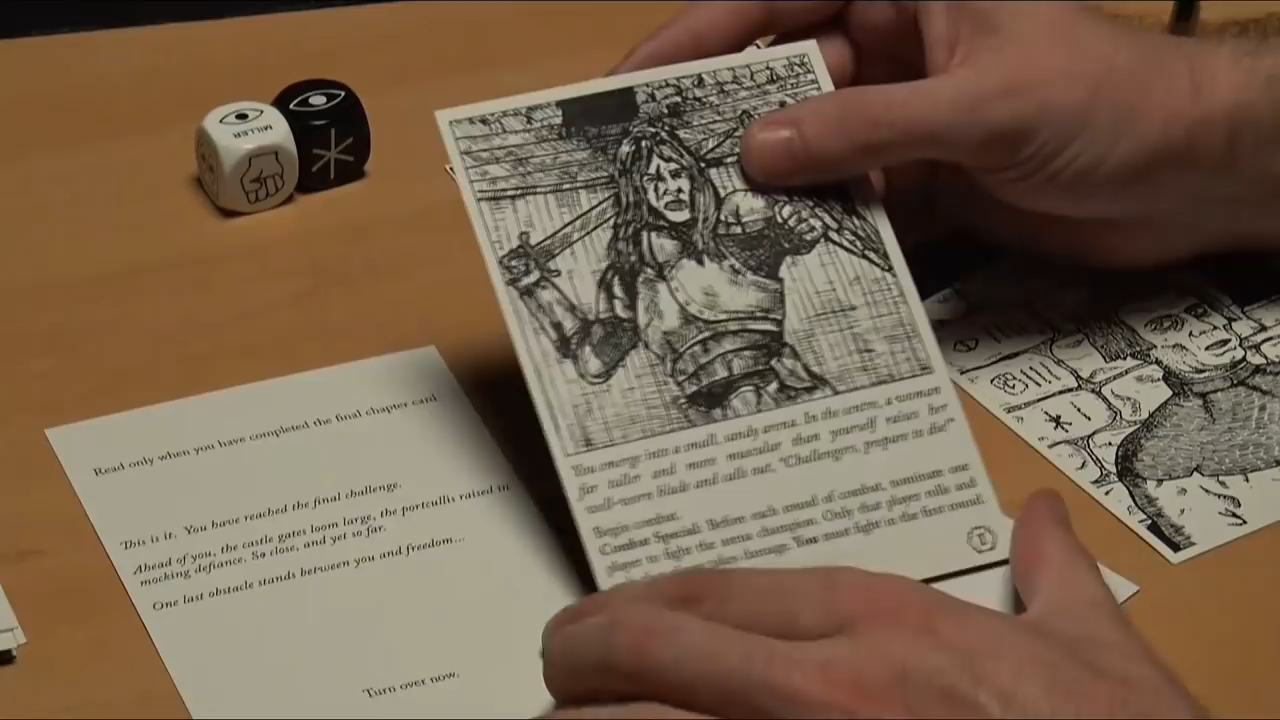 MILLER
Read only when you have completed the final chapter card
This is it. You have reached the final challenge.
Ahead of you, the castle gates loom large, the portcullis raised in
mocking defiance. So close, and yet so far.
One last obstacle stands between you and freedom...
Turn over now.
You emerge into a small, sandy arena. In the centre, a woman
far taller and more muscular than yourself raises her
well-worn blade and calls out, "Challengers, prepare to die!"
Begin combat.
Combat Special: Before each round of combat, nominate one
player to fight the arena champion. Only that player rolls and
damage. You must fight in the first round.